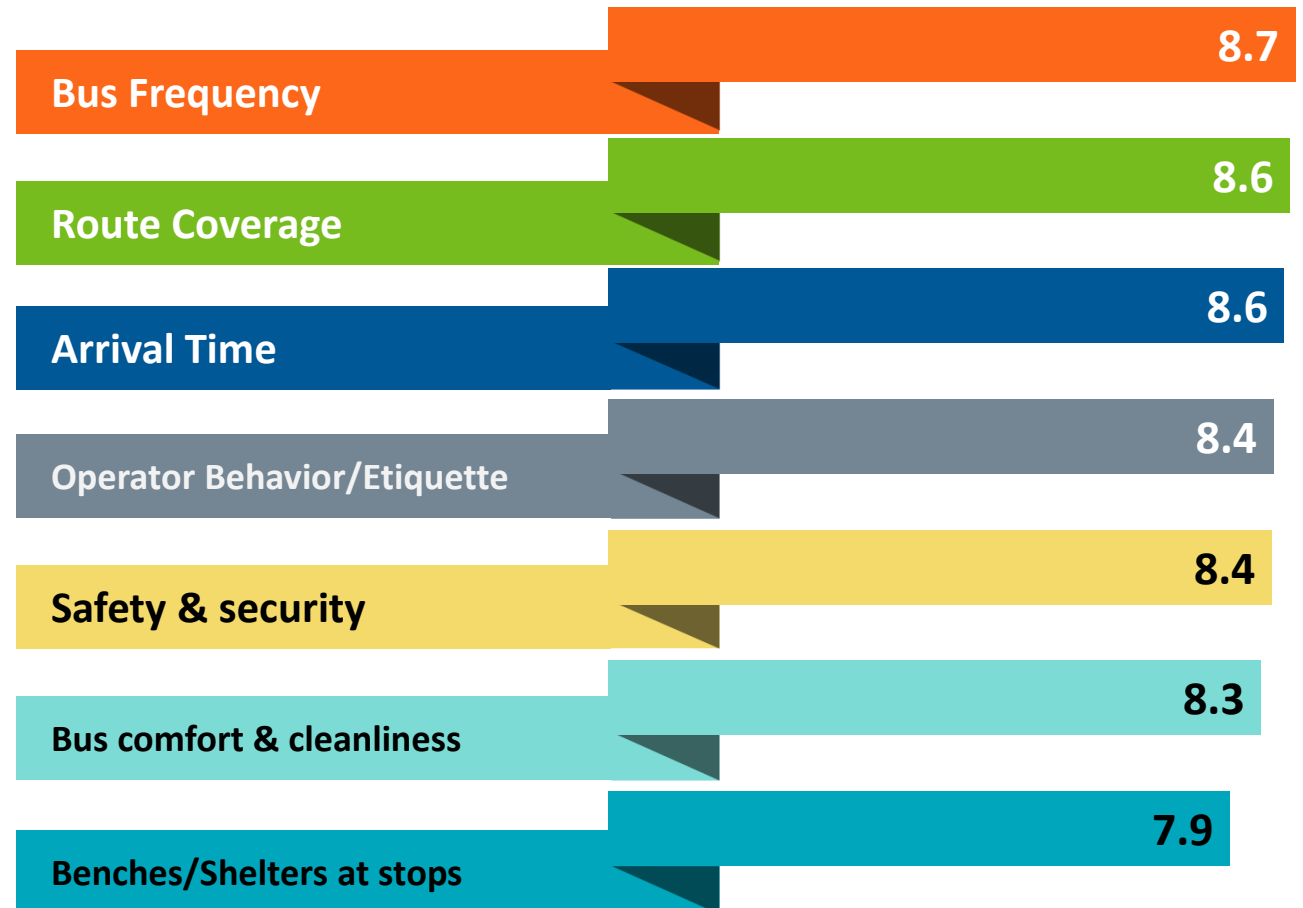 8.7
Bus Frequency
8.6
Route Coverage
8.6
Arrival Time
8.4
Operator Behavior/Etiquette
8.4
Safety & security
8.3
Bus comfort & cleanliness
7.9
Benches/Shelters at stops